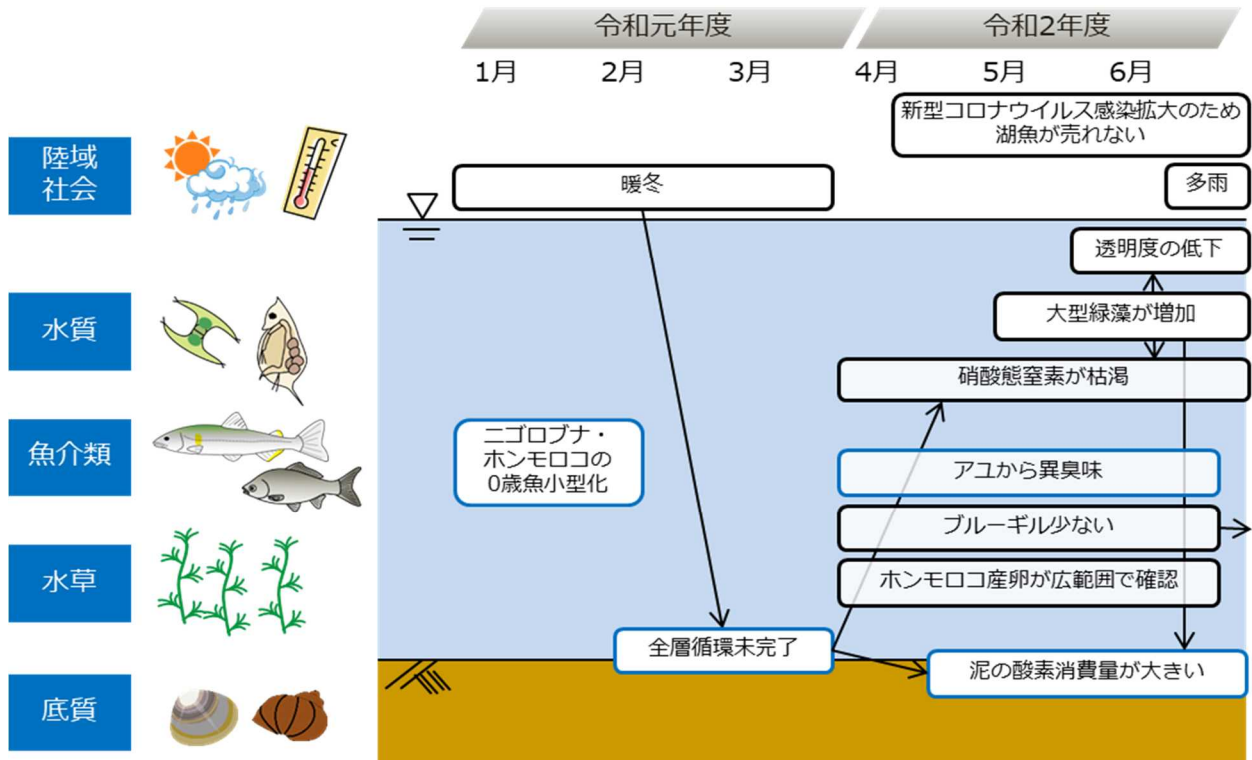 令和元年度
令和2年度
1月
2月
3月
4月
5月
6月
新型コロナウイルス感染拡大のため
湖魚が売れない
陸域
社会
暖冬
多雨
透明度の低下
水質
大型緑藻が増加
硝酸態窒素が枯渇
魚介類
ニゴロブナ・
ホンモロコの
0歳魚小型化
アユから異臭味
ブルーギル少ない
水草
ホンモロコ産卵が広範囲で確認
全層循環未完了
泥の酸素消費量が大きい
底質